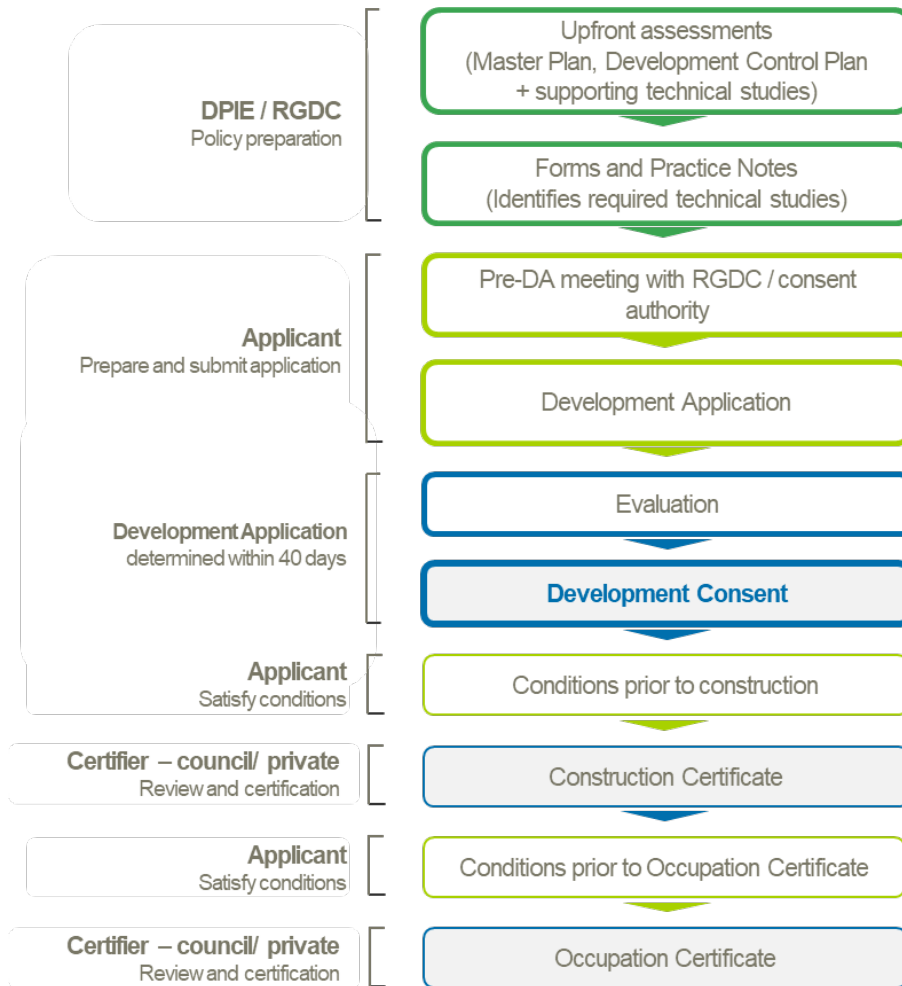 Upfront assessments
(Master Plan, Development Control Plan
+ supporting technical studies)
DPIE / RGDC
Policy preparation
Forms and Practice Notes
(Identifies required technical studies)
Pre-DA meeting with RGDC / consent
authority
Applicant
Prepare and submit application
Development Application
Evaluation
Development Application
determined within 40 days
Development Consent
Applicant
Satisfy conditions
Conditions prior to construction
Certifier – council/ private
Review and certification
Construction Certificate
Applicant
Satisfy conditions
Conditions prior to Occupation Certificate
Certifier – council/ private
Review and certification
Occupation Certificate